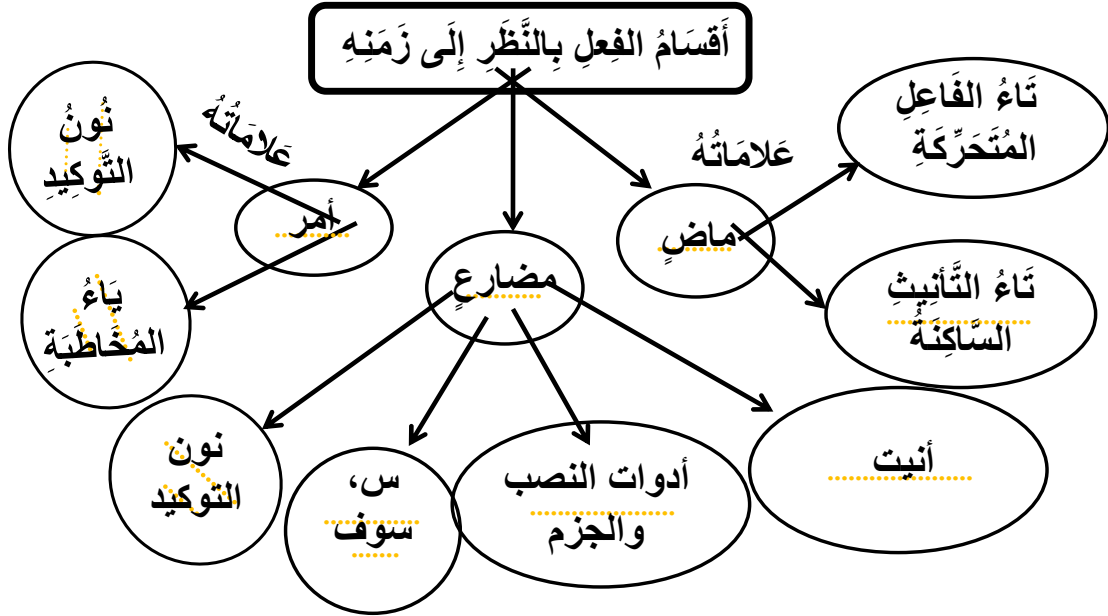 أَقسَامُ الفِعلِ بِالنَّظَرِ إِلَى زَمَنِهِ
تَاءُ الفَاعِلِ
المُتَحَرِّكَةِ
عَلامَاتُهُ
ماضٍ
تَاءُ التَّأنِيثِ
السَّاكِنَةُ
مضارعٍ
أنيت
أدوات النصب
والجزم
س،
سوف
نون
التوكيد
أمر
عَلامَاتُهُ
نُونُ
التَّوكِيدِ
يَاءُ
المُخَاطَبَةِ